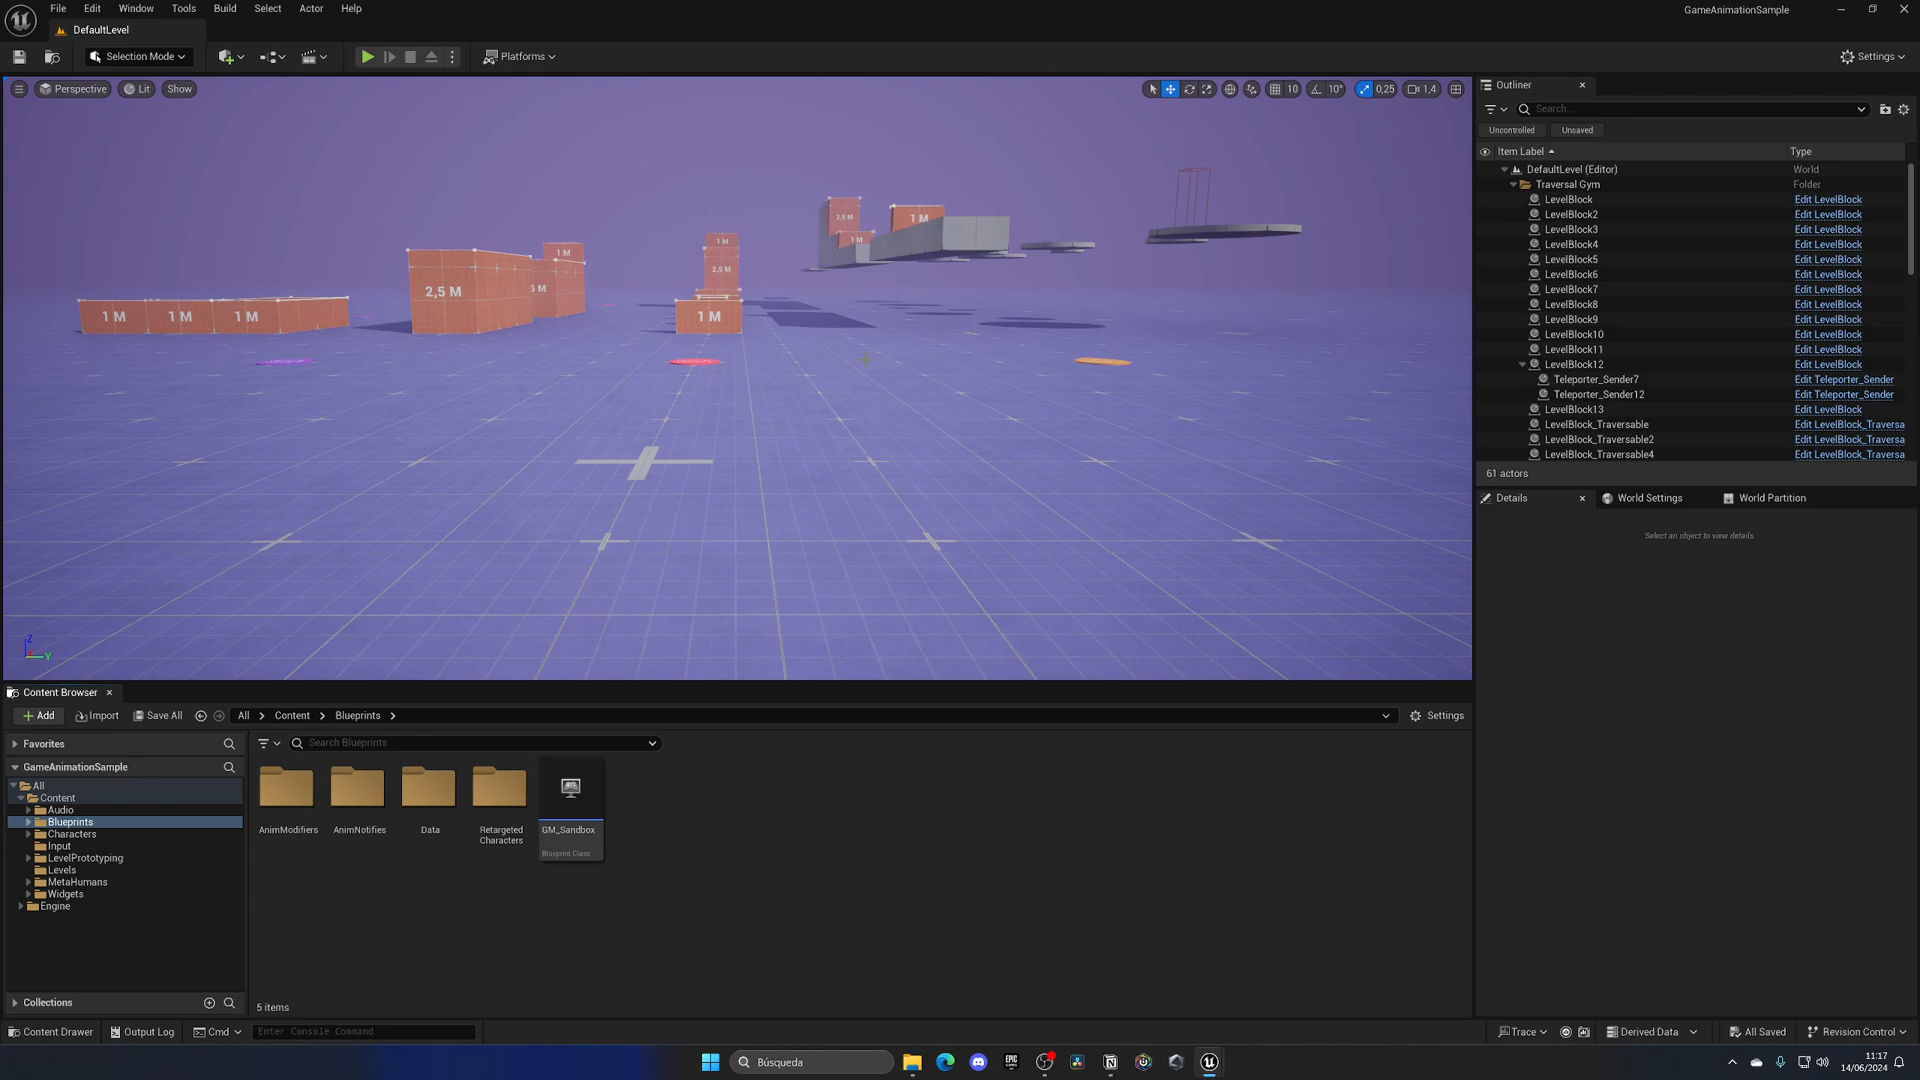 File Edit Window Tools Build Select Actor Help
GameAnimationSample
DefaultLevel
Selection Mode
Platforms
Settings
Perspective
Lit
Show
10
10°
0,25
1,4
2,5 M
1 M
1 M
1 M
1 M
2,5 M
1 M
1 M
2,5 M
1 M
1 M
1 M
1 M
Z
Y
Outliner
Search...
Uncontrolled
Unsaved
Item Label
Type
DefaultLevel (Editor) World
Traversal Gym Folder
LevelBlock Edit LevelBlock
LevelBlock2 Edit LevelBlock
LevelBlock3 Edit LevelBlock
LevelBlock4 Edit LevelBlock
LevelBlock5 Edit LevelBlock
LevelBlock6 Edit LevelBlock
LevelBlock7 Edit LevelBlock
LevelBlock8 Edit LevelBlock
LevelBlock9 Edit LevelBlock
LevelBlock10 Edit LevelBlock
LevelBlock11 Edit LevelBlock
LevelBlock12 Edit LevelBlock
Teleporter_Sender7 Edit Teleporter_Sender
Teleporter_Sender12 Edit Teleporter_Sender
LevelBlock13 Edit LevelBlock
LevelBlock_Traversable Edit LevelBlock_Traversa
LevelBlock_Traversable2 Edit LevelBlock_Traversa
LevelBlock_Traversable4 Edit LevelBlock_Traversa
61 actors
Details
World Settings
World Partition
Select an object to view details.
Content Browser
Add
Import
Save All
All
Content
Blueprints
Settings
Favorites
Search Blueprints
GameAnimationSample
All
Content
Audio
Blueprints
Characters
Input
LevelPrototyping
Levels
MetaHumans
Widgets
Engine
AnimModifiers
AnimNotifies
Data
Retargeted
Characters
GM_Sandbox
Blueprint Class
Collections
5 items
Content Drawer
Output Log
Cmd
Enter Console Command
Trace
Derived Data
All Saved
Revision Control
Búsqueda
EPIC
GAMES
11:17
14/06/2024